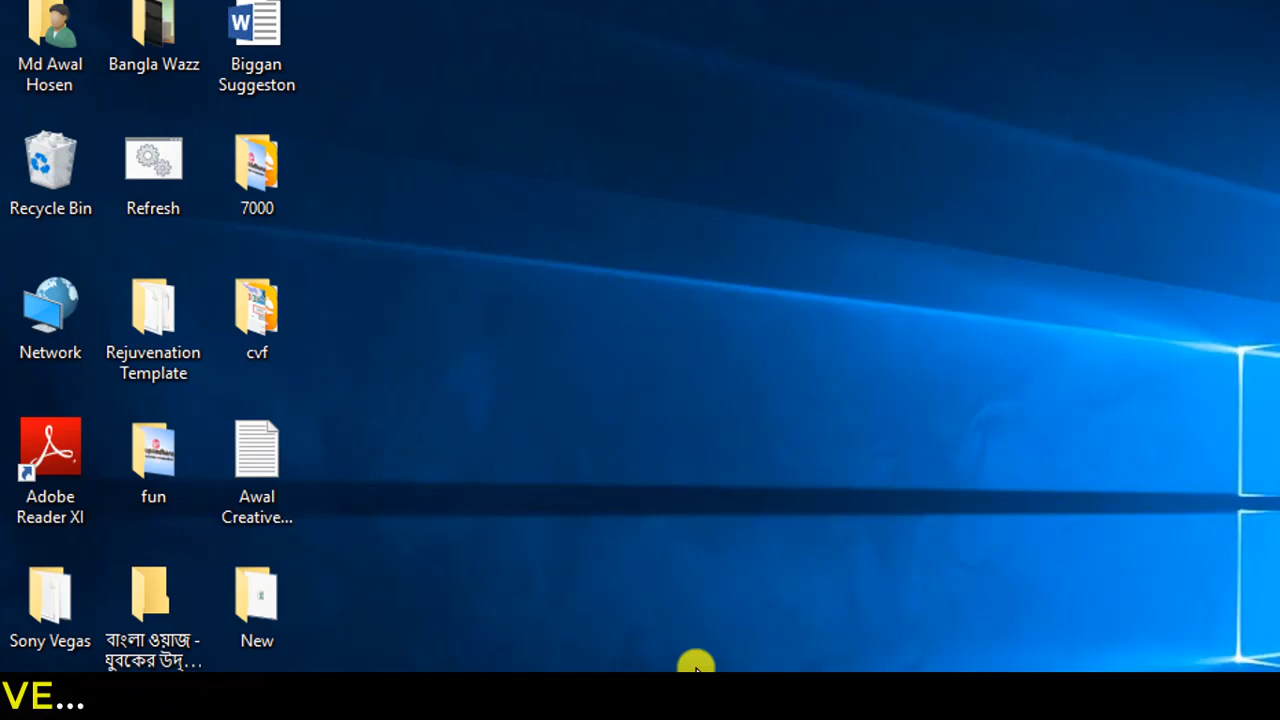 Md Awal
Hosen
Bangla Wazz
Biggan
Suggeston
Recycle Bin
Refresh
7000
Network
Rejuvenation
Template
cvf
Adobe
Reader XI
fun
Awal
Creative...
Sony Vegas
বাংলা ওয়াজ -
যুবকের উদ্...
New
VE...